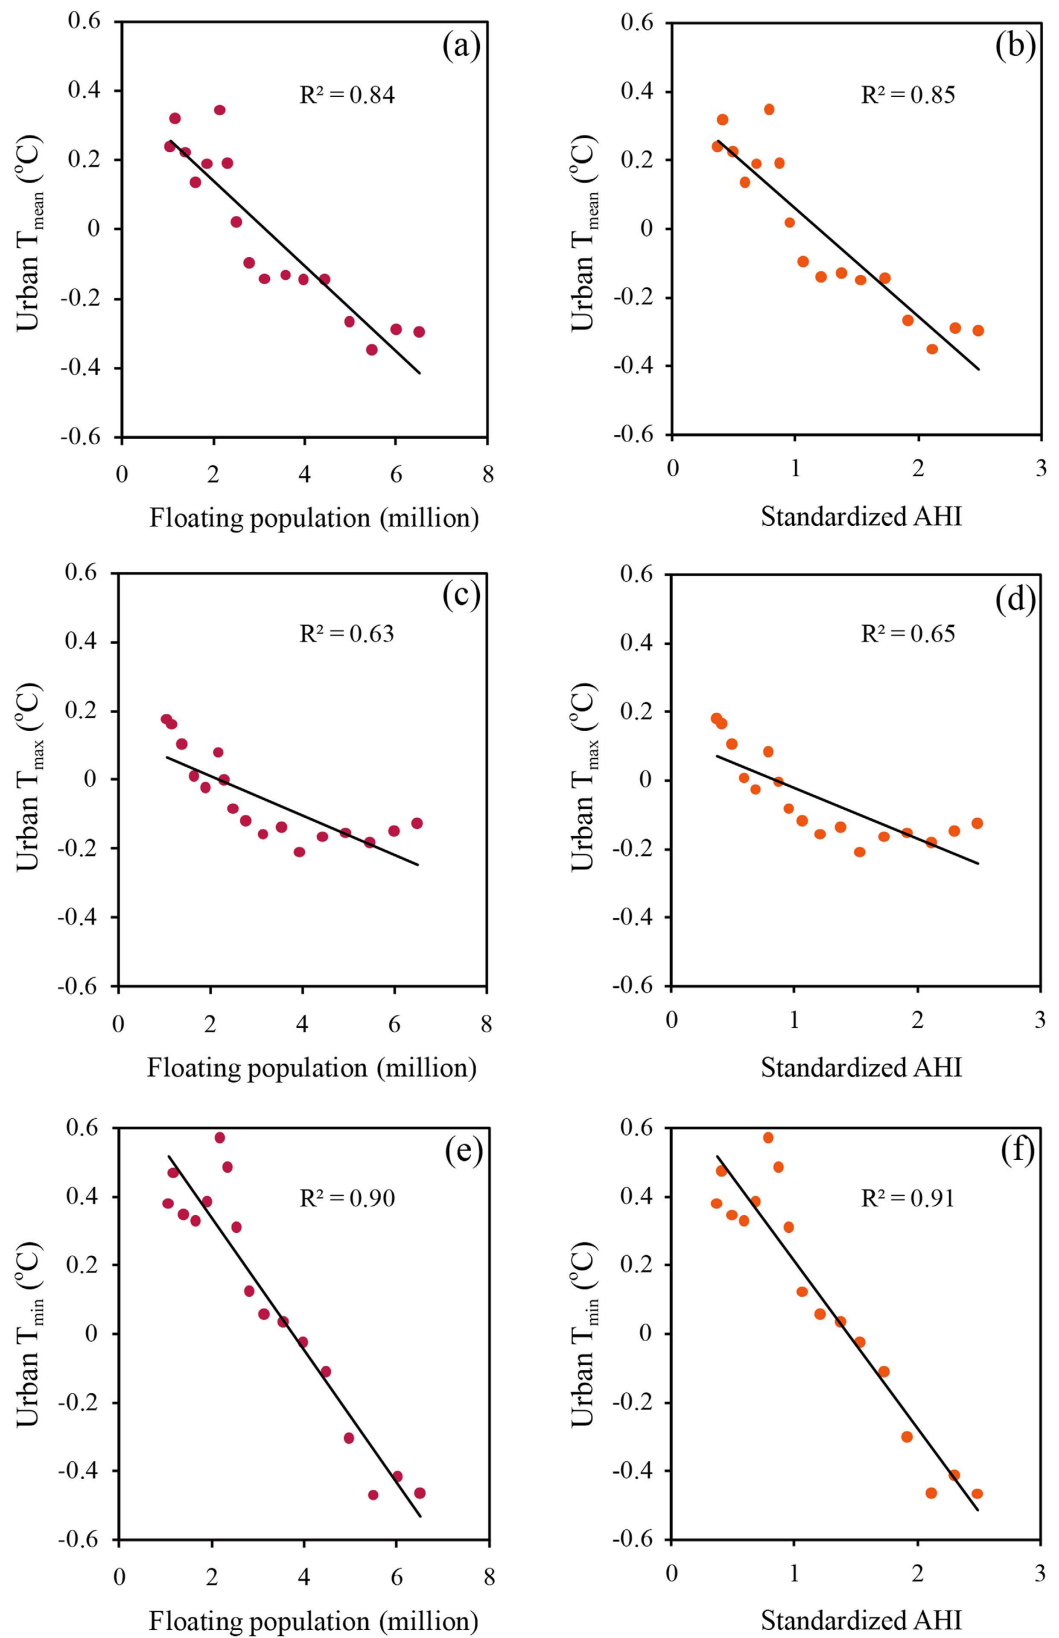 (a)
R² = 0.84
Urban Tmean (°C)
0.6
0.4
0.2
0
-0.2
-0.4
-0.6
0 2 4 6 8
Floating population (million)
(b)
R² = 0.85
Urban Tmean (°C)
0.6
0.4
0.2
0
-0.2
-0.4
-0.6
0 1 2 3
Standardized AHI
(c)
R² = 0.63
Urban Tmax (°C)
0.6
0.4
0.2
0
-0.2
-0.4
-0.6
0 2 4 6 8
Floating population (million)
(d)
R² = 0.65
Urban Tmax (°C)
0.6
0.4
0.2
0
-0.2
-0.4
-0.6
0 1 2 3
Standardized AHI
(e)
R² = 0.90
Urban Tmin (°C)
0.6
0.4
0.2
0
-0.2
-0.4
-0.6
0 2 4 6 8
Floating population (million)
(f)
R² = 0.91
Urban Tmin (°C)
0.6
0.4
0.2
0
-0.2
-0.4
-0.6
0 1 2 3
Standardized AHI